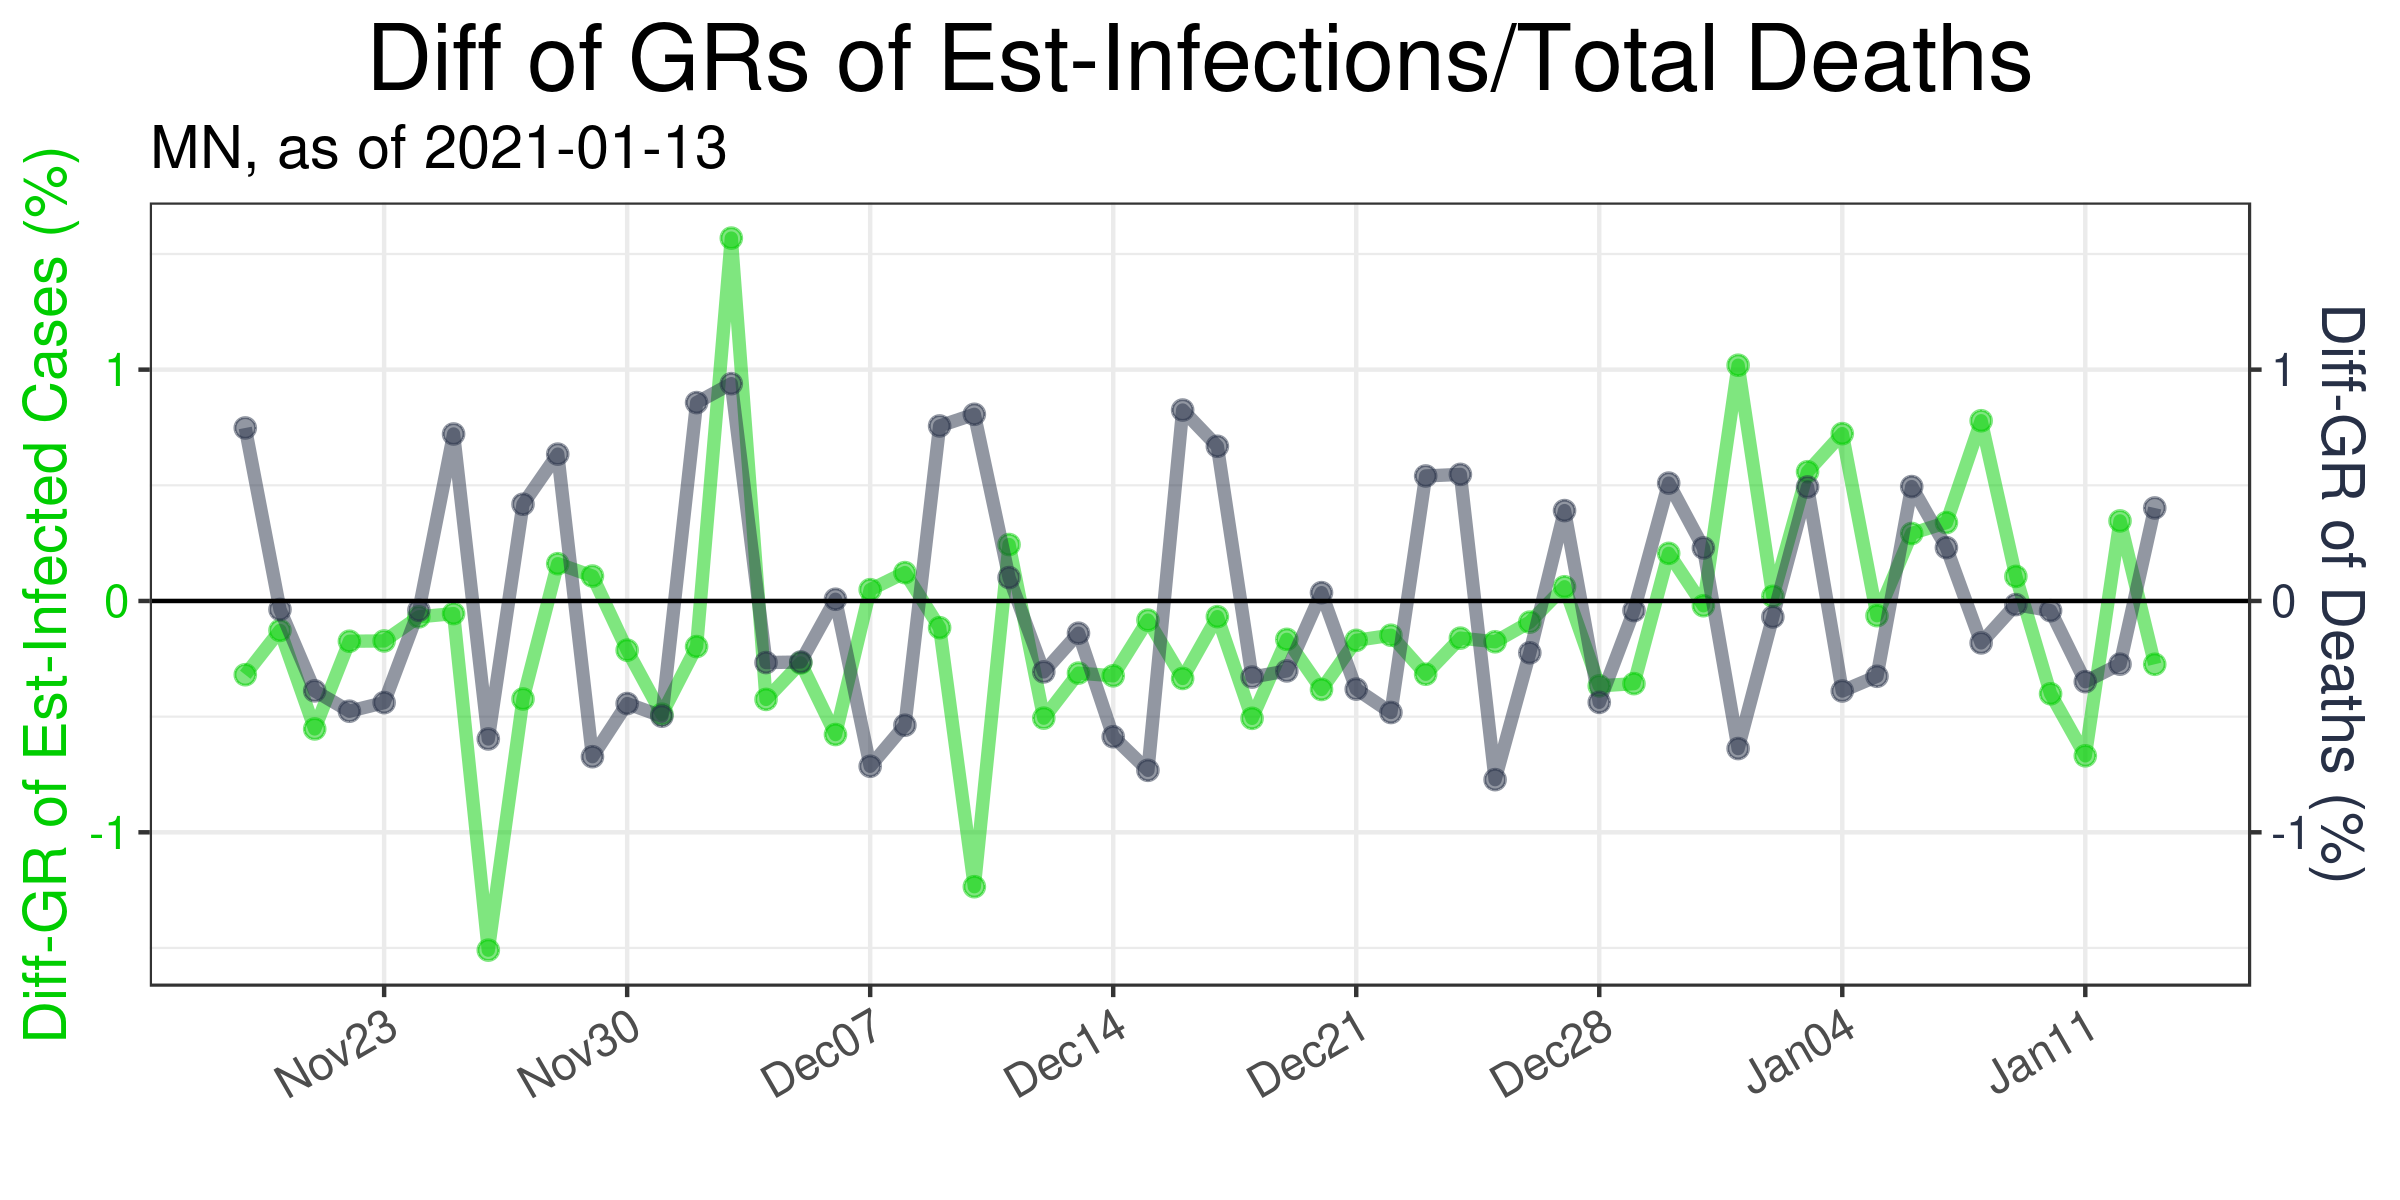 Diff of GRs of Est-Infections/Total Deaths
MN, as of 2021-01-13
Diff-GR of Est-Infected Cases (%)
1
0
-1
1
0
-1
Diff-GR of Deaths (%)
Nov23
Nov30
Dec07
Dec14
Dec21
Dec28
Jan04
Jan11